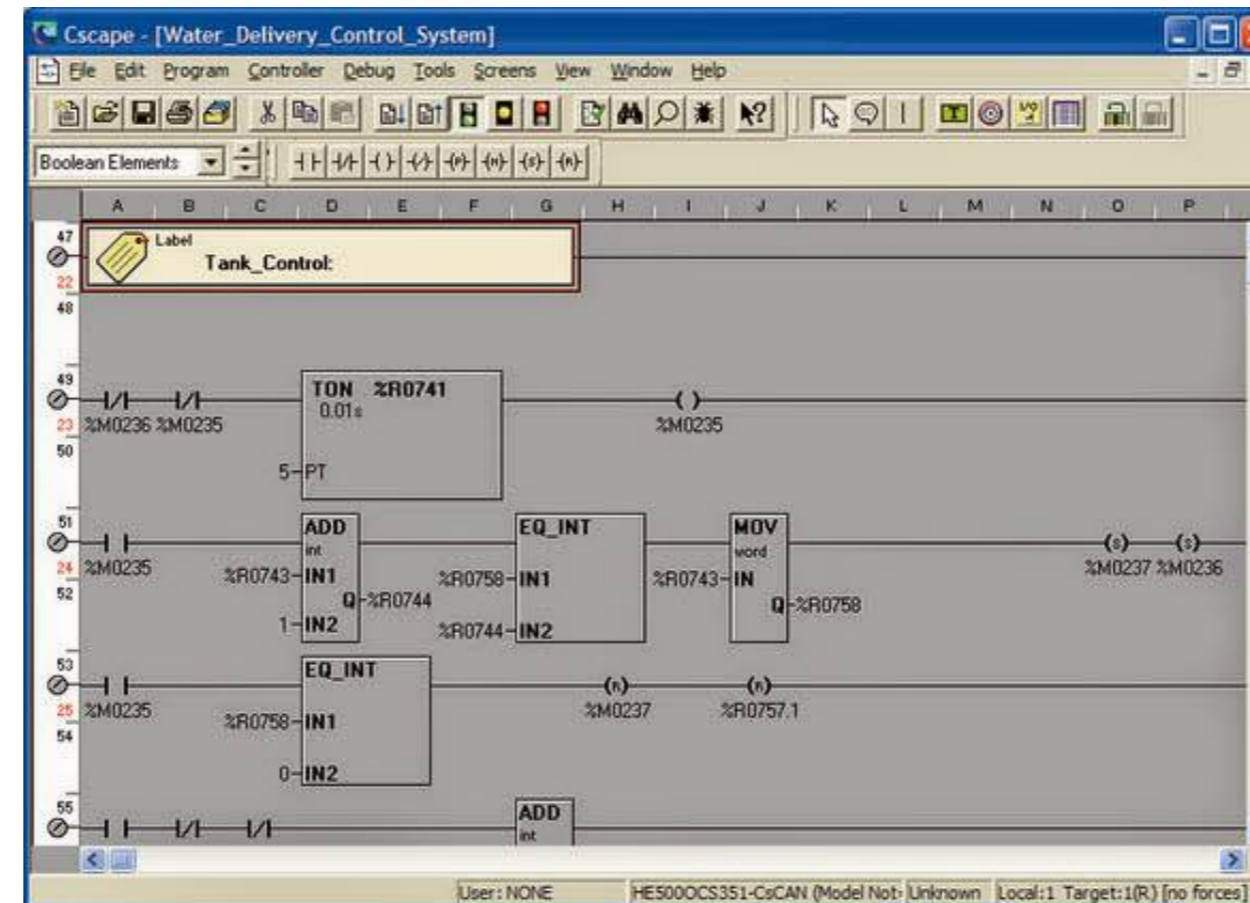 Cscape - [Water_Delivery_Control_System]
File Edit Program Controller Debug Tools Screens View Window Help
Boolean Elements
A B C D E F G H I J K L M N O P
47
Label
Tank_Control:
22
48
49
TON %R0741
0.01s
23 %M0236 %M0235
%M0235
50
5 PT
51
ADD EQ_INT MOV
int word
(S) (S)
24 %M0235
%R0743 IN1 %R0758 IN1 %R0743 IN
%M0237 %M0236
52
Q %R0744 Q %R0758
1 IN2 %R0744 IN2
53
EQ_INT
(R) (R)
25 %M0235
%M0237 %R0757.1
%R0758 IN1
54
0 IN2
55
ADD
int
User: NONE HE500OCS351-CsCAN (Model Not Unknown Local:1 Target:1(R) [no forces]